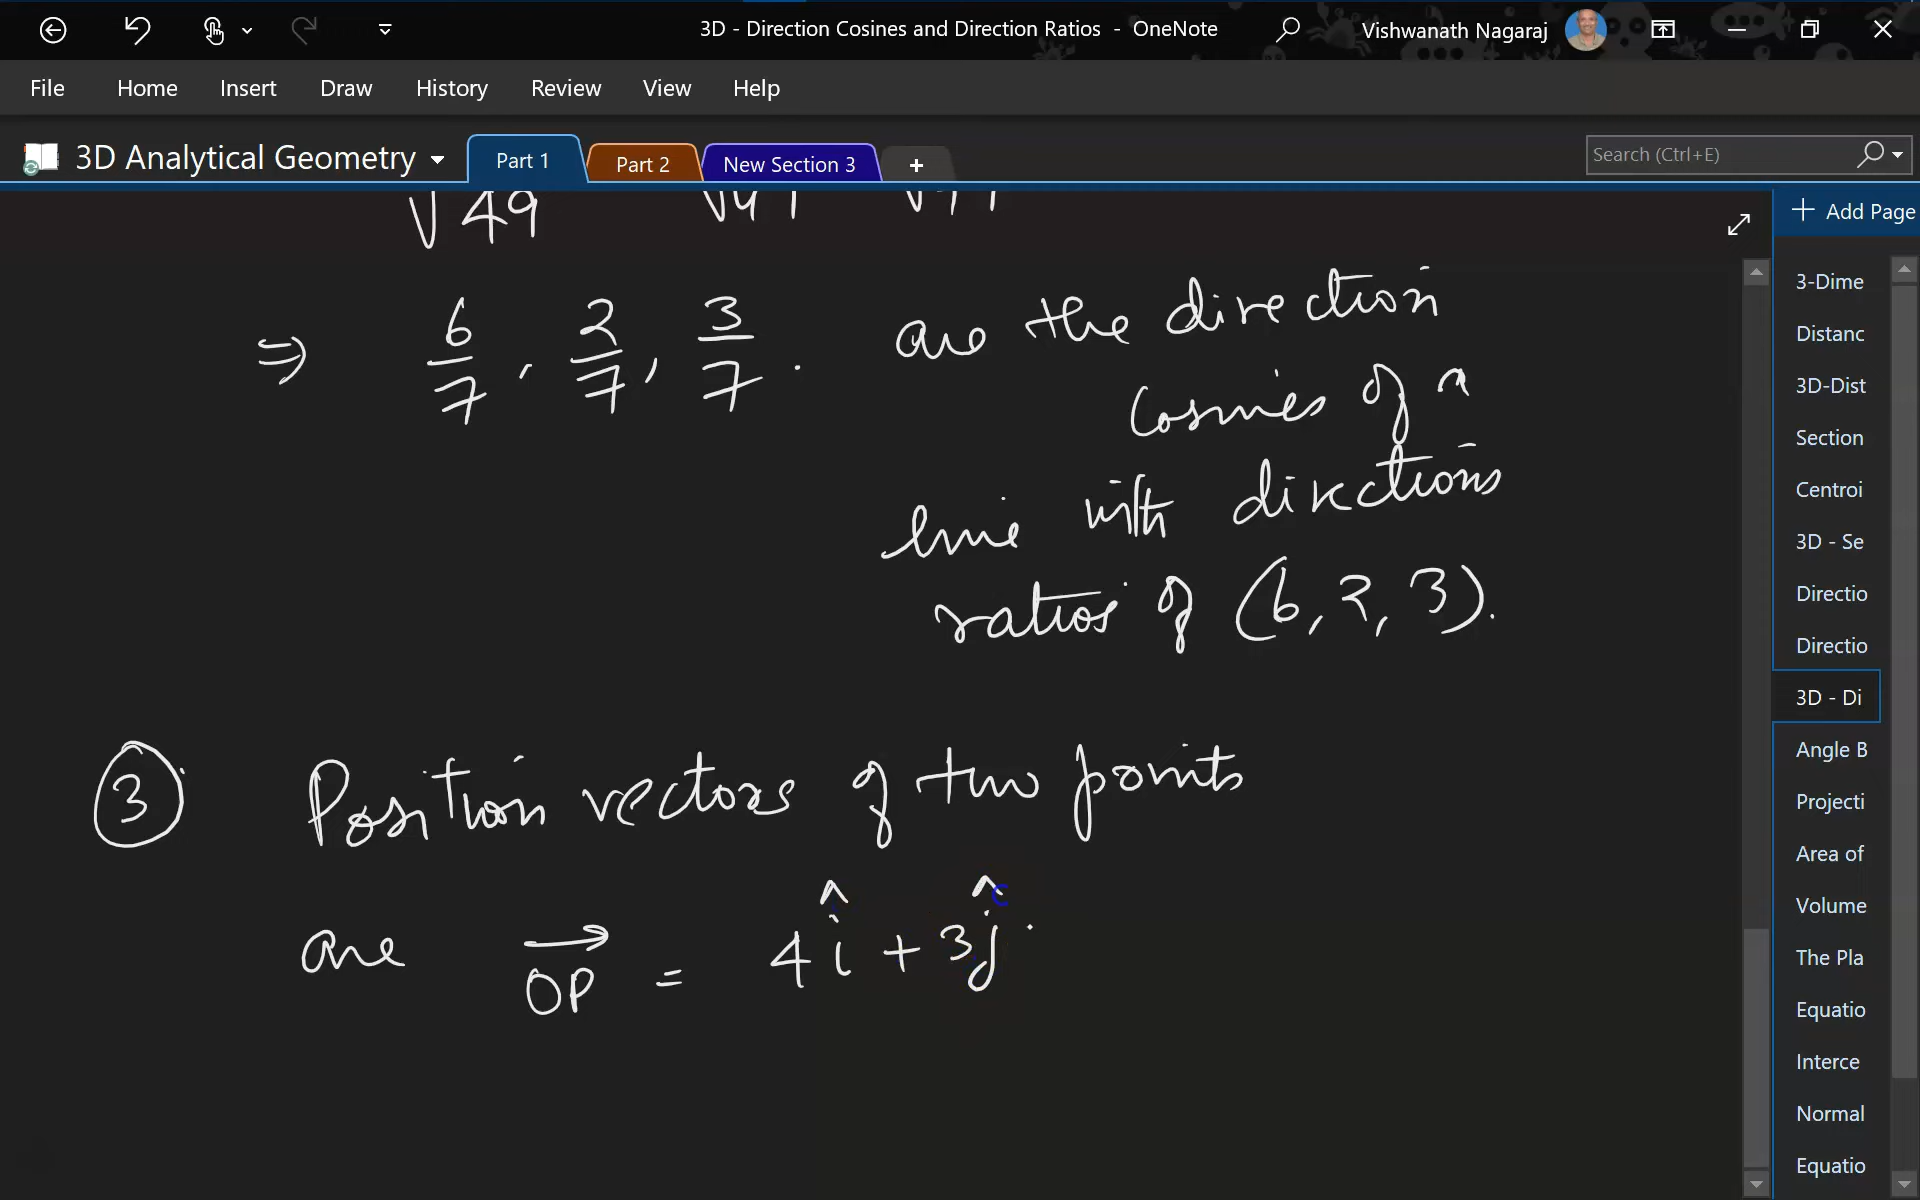 3D - Direction Cosines and Direction Ratios - OneNote
Vishwanath Nagaraj
File Home Insert Draw History Review View Help
3D Analytical Geometry
Part 1 Part 2 New Section 3 +
Search (Ctrl+E)
+ Add Page
√49
⇒ 6/7, 2/7, 3/7. are the direction
Cosines of a
line with directions
ratios of (6, 2, 3).
③ Position vectors of two points
are OP⃗ = 4î + 3ĵ
3-Dime
Distanc
3D-Dist
Section
Centroi
3D - Se
Directio
Directio
3D - Di
Angle B
Projecti
Area of
Volume
The Pla
Equatio
Interce
Normal
Equatio